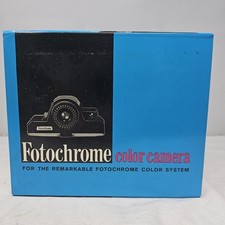 Fotochrome color camera
FOR THE REMARKABLE FOTOCHROME COLOR SYSTEM